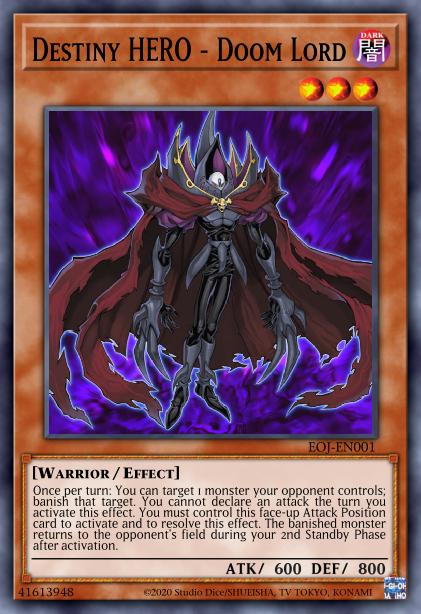 Destiny HERO - Doom Lord
DARK
闇
EOJ-EN001
[Warrior / Effect]
Once per turn: You can target 1 monster your opponent controls;
banish that target. You cannot declare an attack the turn you
activate this effect. You must control this face-up Attack Position
card to activate and to resolve this effect. The banished monster
returns to the opponent's field during your 2nd Standby Phase
after activation.
ATK/ 600 DEF/ 800
41613948 ©2020 Studio Dice/SHUEISHA, TV TOKYO, KONAMI